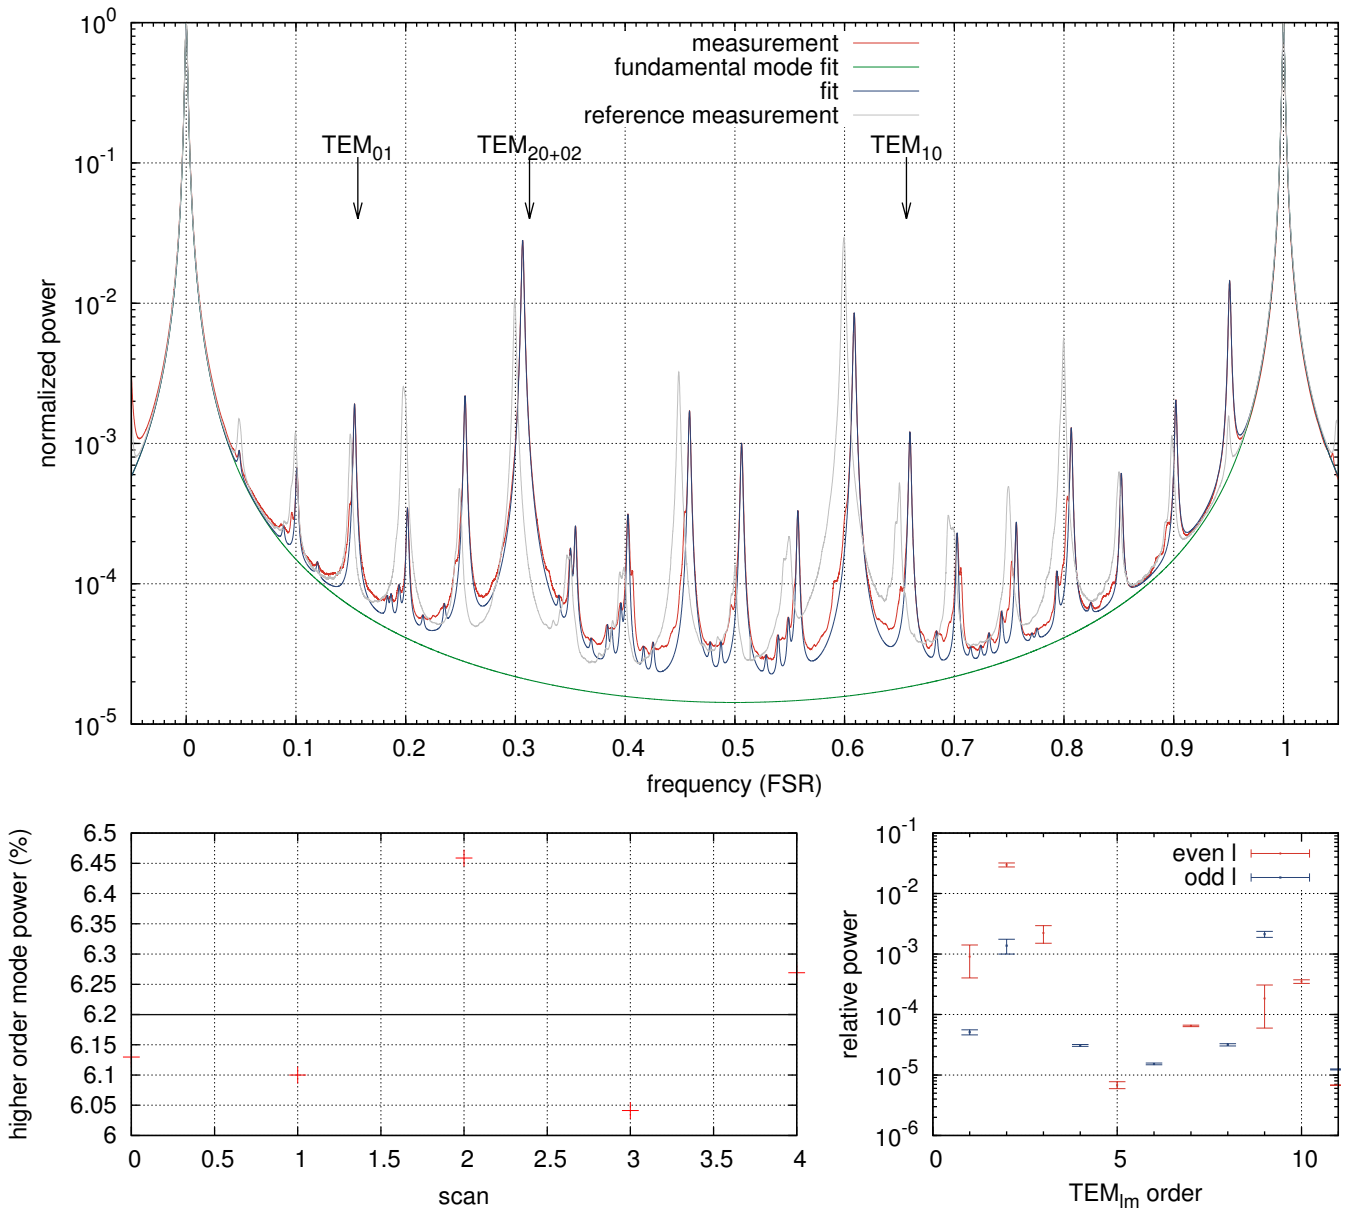 measurement
fundamental mode fit
fit
reference measurement
TEM01
TEM20+02
TEM10
10^0
10^-1
10^-2
10^-3
10^-4
10^-5
normalized power
0 0.1 0.2 0.3 0.4 0.5 0.6 0.7 0.8 0.9 1
frequency (FSR)
higher order mode power (%)
6.5
6.45
6.4
6.35
6.3
6.25
6.2
6.15
6.1
6.05
6
0 0.5 1 1.5 2 2.5 3 3.5 4
scan
relative power
10^-1
10^-2
10^-3
10^-4
10^-5
10^-6
even l
odd l
0 5 10
TEMlm order